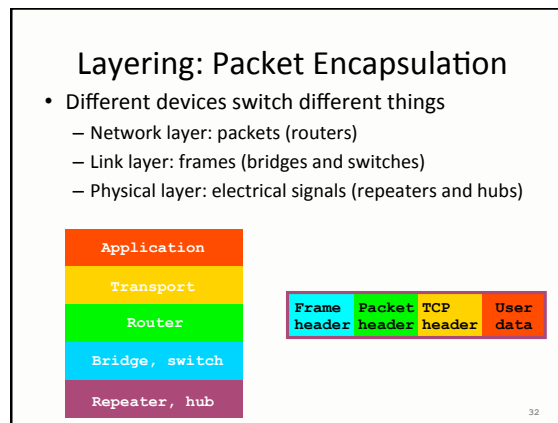 Layering: Packet Encapsulation
• Different devices switch different things
– Network layer: packets (routers)
– Link layer: frames (bridges and switches)
– Physical layer: electrical signals (repeaters and hubs)
Application
Transport
Router
Bridge, switch
Repeater, hub
Frame Packet TCP User
header header header data
32